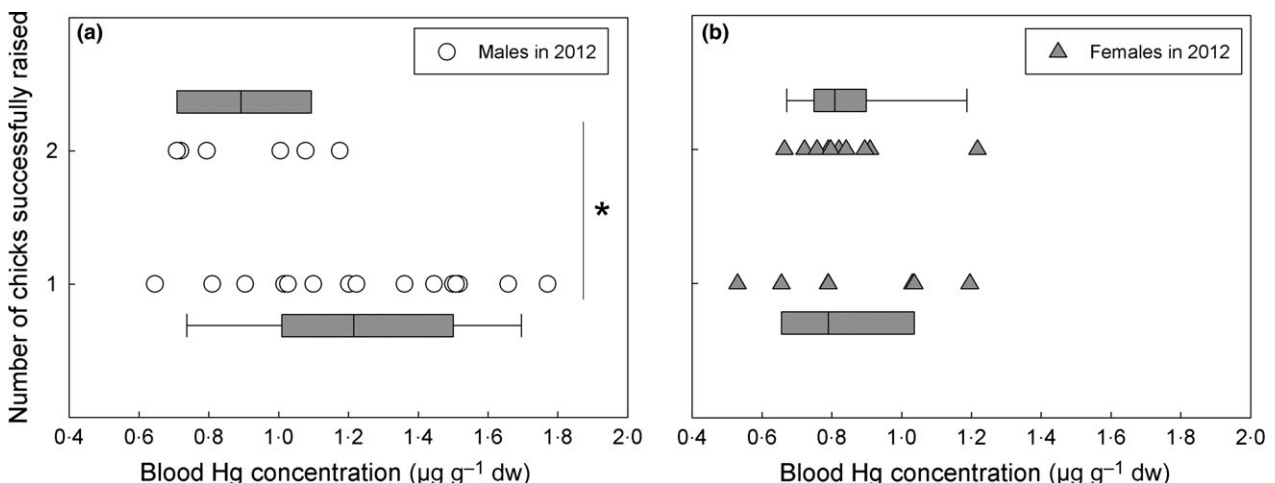 Number of chicks successfully raised
(a)
Males in 2012
2
*
1
0·4 0·6 0·8 1·0 1·2 1·4 1·6 1·8 2·0
Blood Hg concentration (µg g⁻¹ dw)
(b)
Females in 2012
0·4 0·6 0·8 1·0 1·2 1·4 1·6 1·8 2·0
Blood Hg concentration (µg g⁻¹ dw)